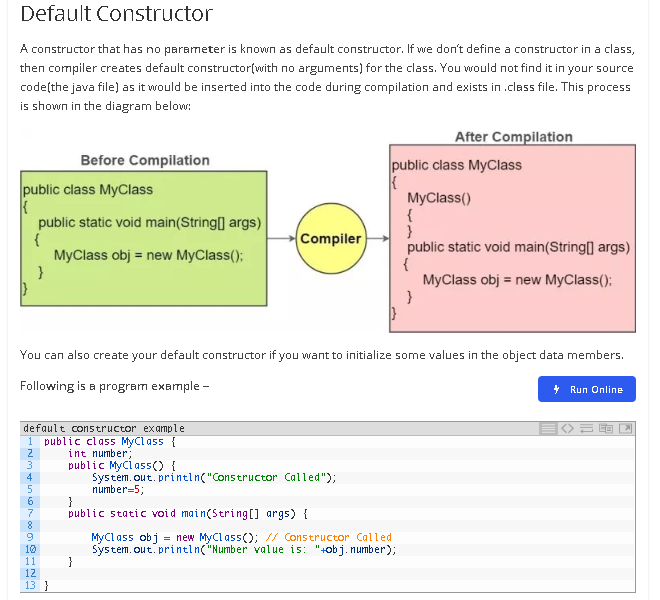 Default Constructor
A constructor that has no parameter is known as default constructor. If we don't define a constructor in a class,
then compiler creates default constructor(with no arguments) for the class. You would not find it in your source
code(the java file) as it would be inserted into the code during compilation and exists in .class file. This process
is shown in the diagram below:
Before Compilation
public class MyClass
{
public static void main(String[] args)
{
MyClass obj = new MyClass();
}
}
Compiler
After Compilation
public class MyClass
{
MyClass()
{
}
public static void main(String[] args)
{
MyClass obj = new MyClass();
}
}
You can also create your default constructor if you want to initialize some values in the object data members.
Following is a program example –
Run Online
default constructor example
1 public class MyClass {
2 int number;
3 public MyClass() {
4 System.out.println("Constructor Called");
5 number=5;
6 }
7 public static void main(String[] args) {
8
9 MyClass obj = new MyClass(); // Constructor Called
10 System.out.println("Number value is: "+obj.number);
11 }
12
13 }